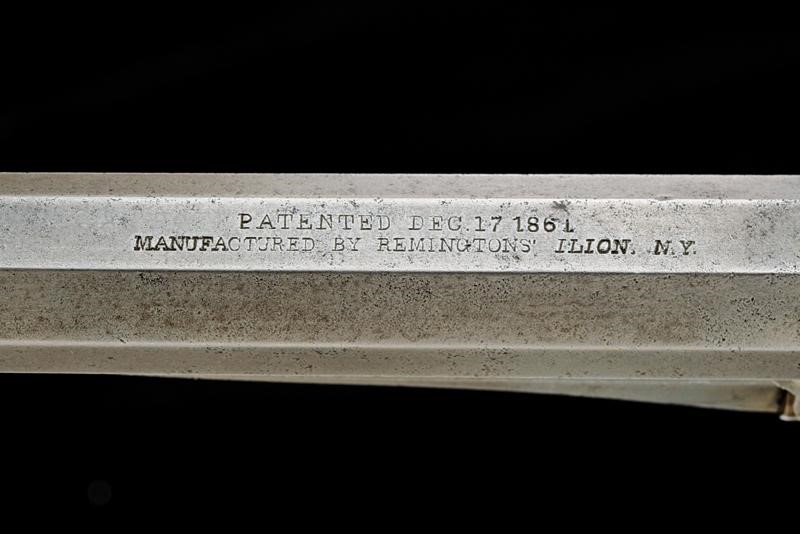 PATENTED DEC. 17 1861
MANUFACTURED BY REMINGTONS' ILION. N.Y.